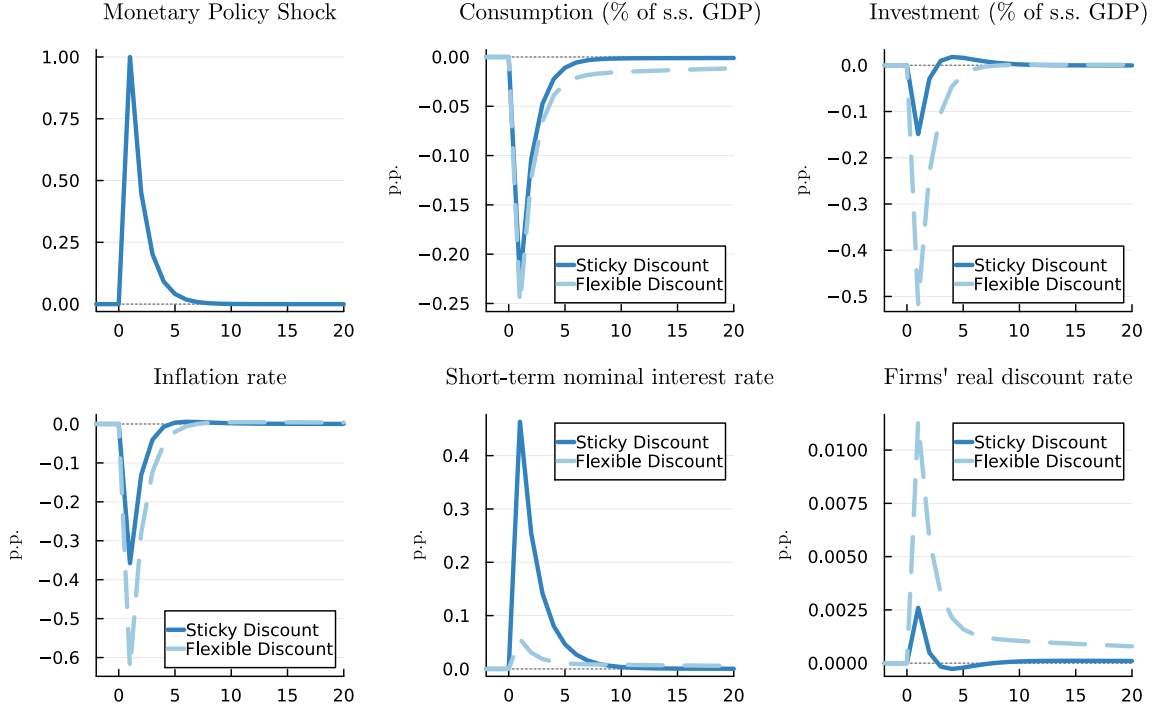 Monetary Policy Shock
1.00
0.75
0.50
0.25
0.00
0 5 10 15 20
Consumption (% of s.s. GDP)
p.p.
0.00
−0.05
−0.10
−0.15
−0.20
−0.25
Sticky Discount
Flexible Discount
0 5 10 15 20
Investment (% of s.s. GDP)
p.p.
0.0
−0.1
−0.2
−0.3
−0.4
−0.5
Sticky Discount
Flexible Discount
0 5 10 15 20
Inflation rate
p.p.
0.0
−0.1
−0.2
−0.3
−0.4
−0.5
−0.6
Sticky Discount
Flexible Discount
0 5 10 15 20
Short-term nominal interest rate
p.p.
0.4
0.3
0.2
0.1
0.0
Sticky Discount
Flexible Discount
0 5 10 15 20
Firms' real discount rate
p.p.
0.0100
0.0075
0.0050
0.0025
0.0000
Sticky Discount
Flexible Discount
0 5 10 15 20